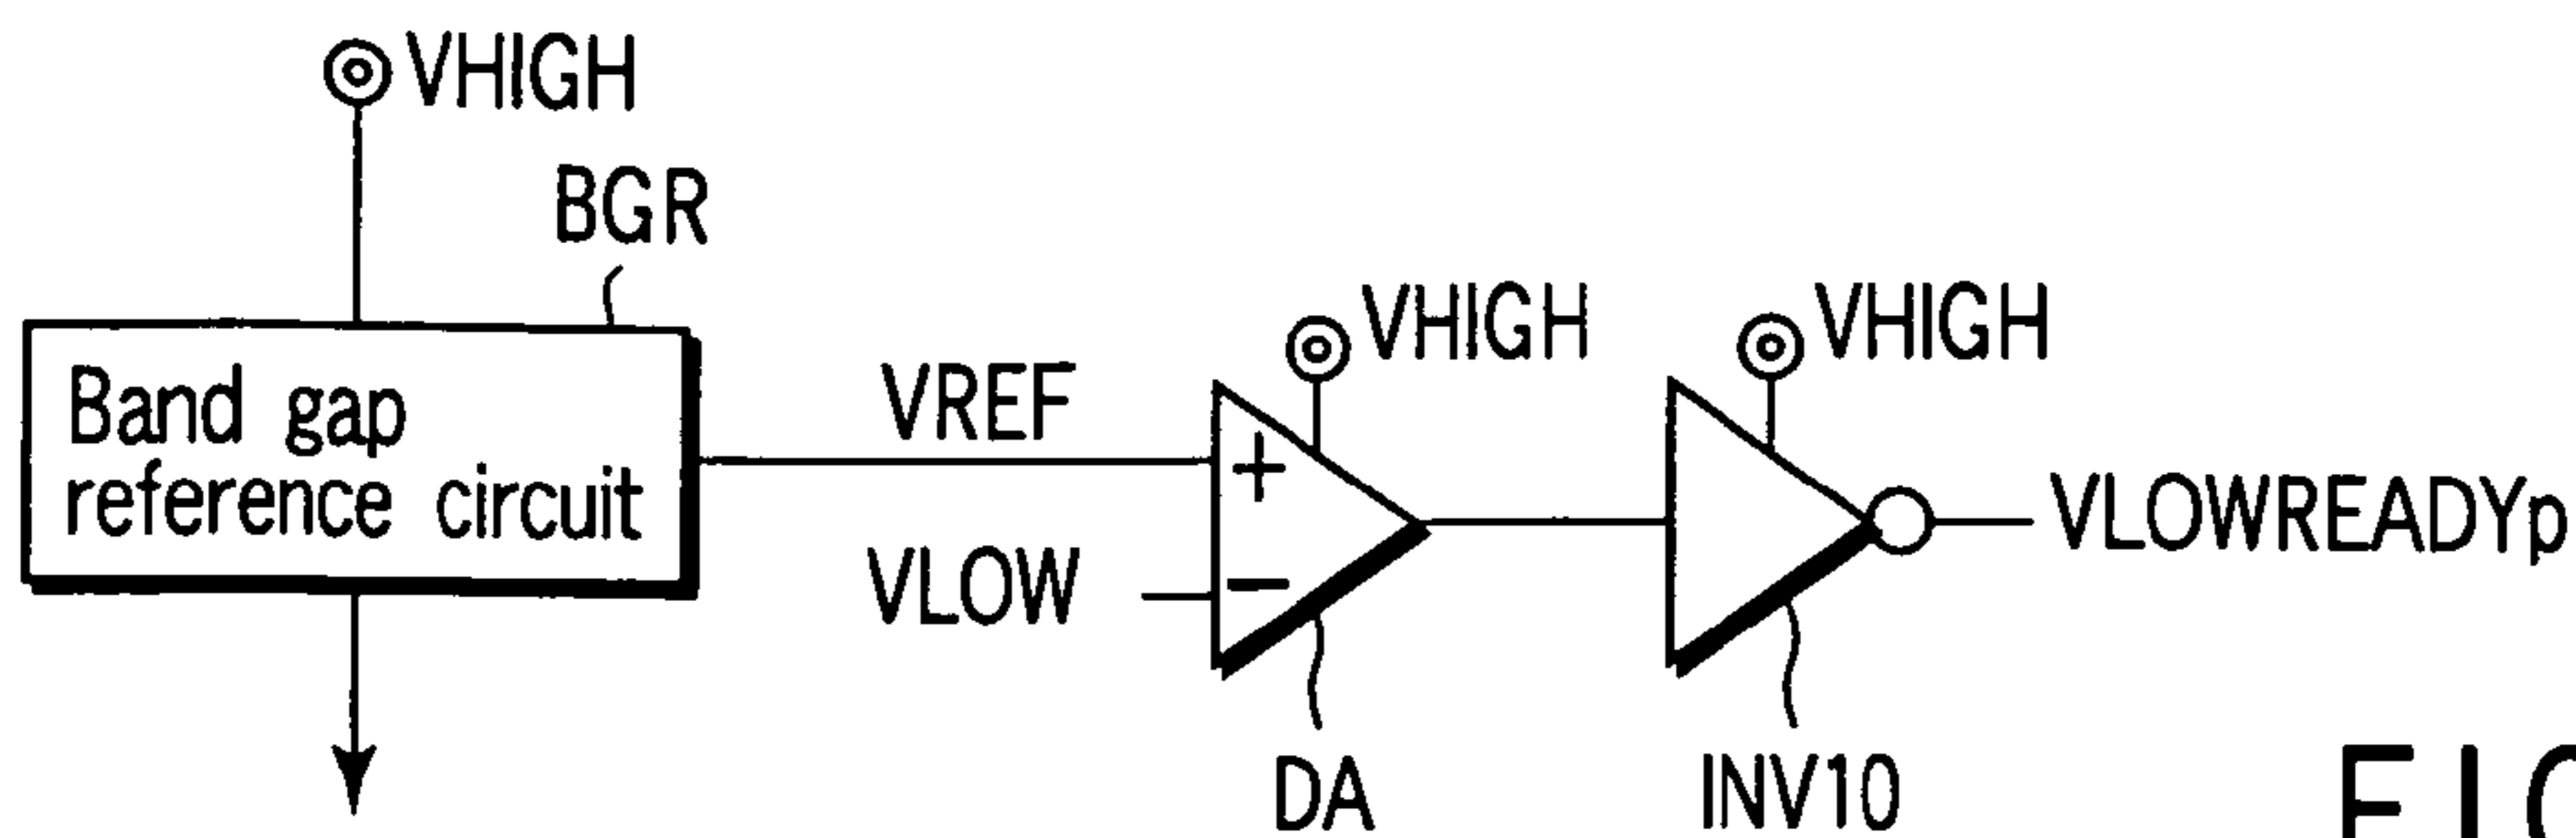 VHIGH
BGR
Band gap
reference circuit
VREF
VLOW
+
−
VHIGH
VHIGH
VLOWREADYp
DA
INV10